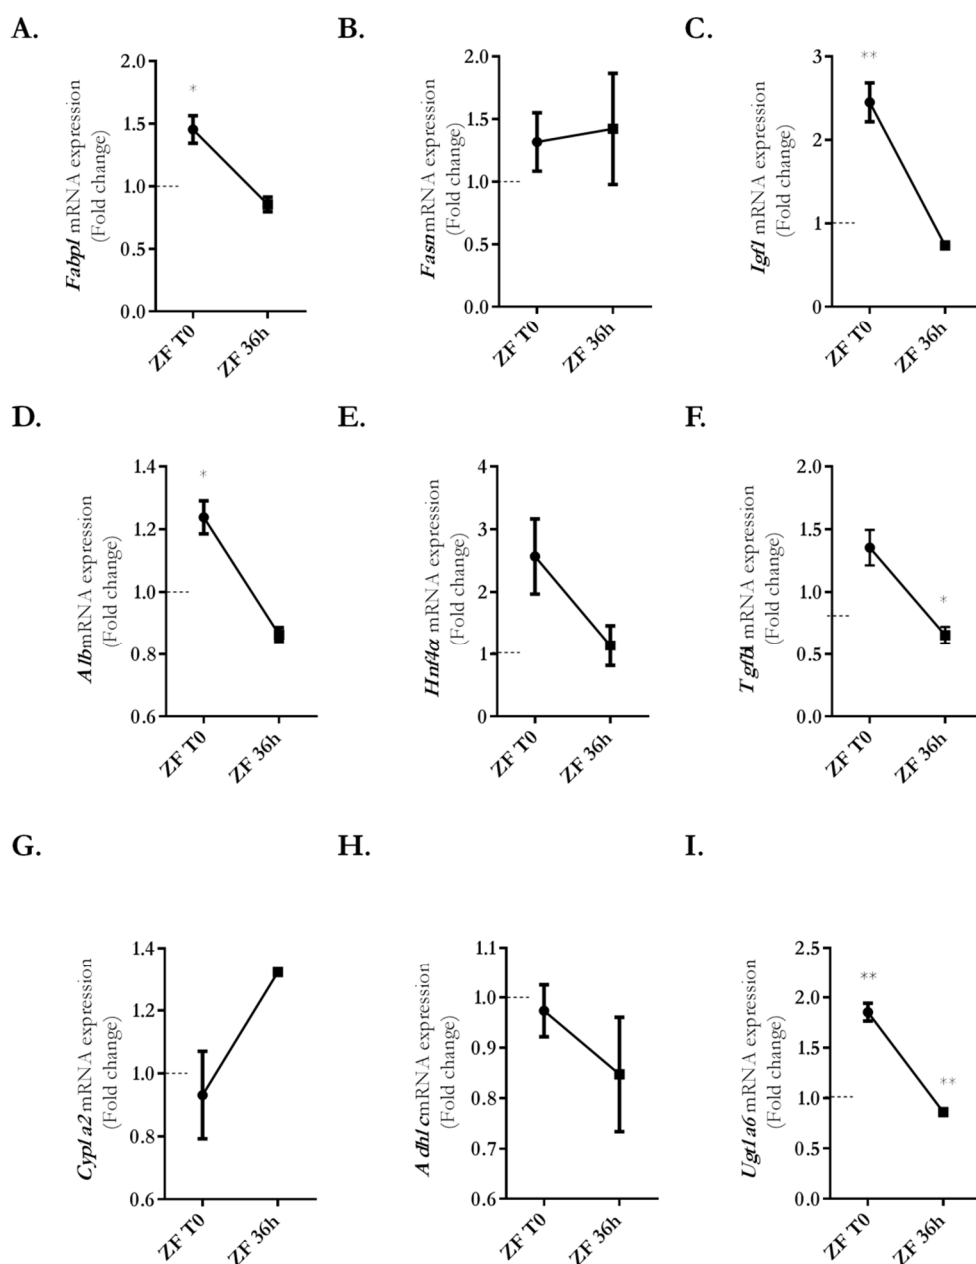 A.
Fabp1 mRNA expression
(Fold change)
2.0
*
1.5
1.0
0.5
0.0
ZF T0
ZF 36h
B.
Fasn mRNA expression
(Fold change)
2.0
1.5
1.0
0.5
0.0
ZF T0
ZF 36h
C.
Igf1 mRNA expression
(Fold change)
3
**
2
1
0
ZF T0
ZF 36h
D.
Alb mRNA expression
(Fold change)
1.4
*
1.2
1.0
0.8
0.6
ZF T0
ZF 36h
E.
Hnf4α mRNA expression
(Fold change)
4
3
2
1
0
ZF T0
ZF 36h
F.
Tgfb1 mRNA expression
(Fold change)
2.0
1.5
1.0
*
0.5
0.0
ZF T0
ZF 36h
G.
Cyp1a2 mRNA expression
(Fold change)
1.4
1.2
1.0
0.8
0.6
ZF T0
ZF 36h
H.
Adh1c mRNA expression
(Fold change)
1.1
1.0
0.9
0.8
0.7
0.6
ZF T0
ZF 36h
I.
Ugt1a6 mRNA expression
(Fold change)
2.5
**
2.0
1.5
**
1.0
0.5
0.0
ZF T0
ZF 36h